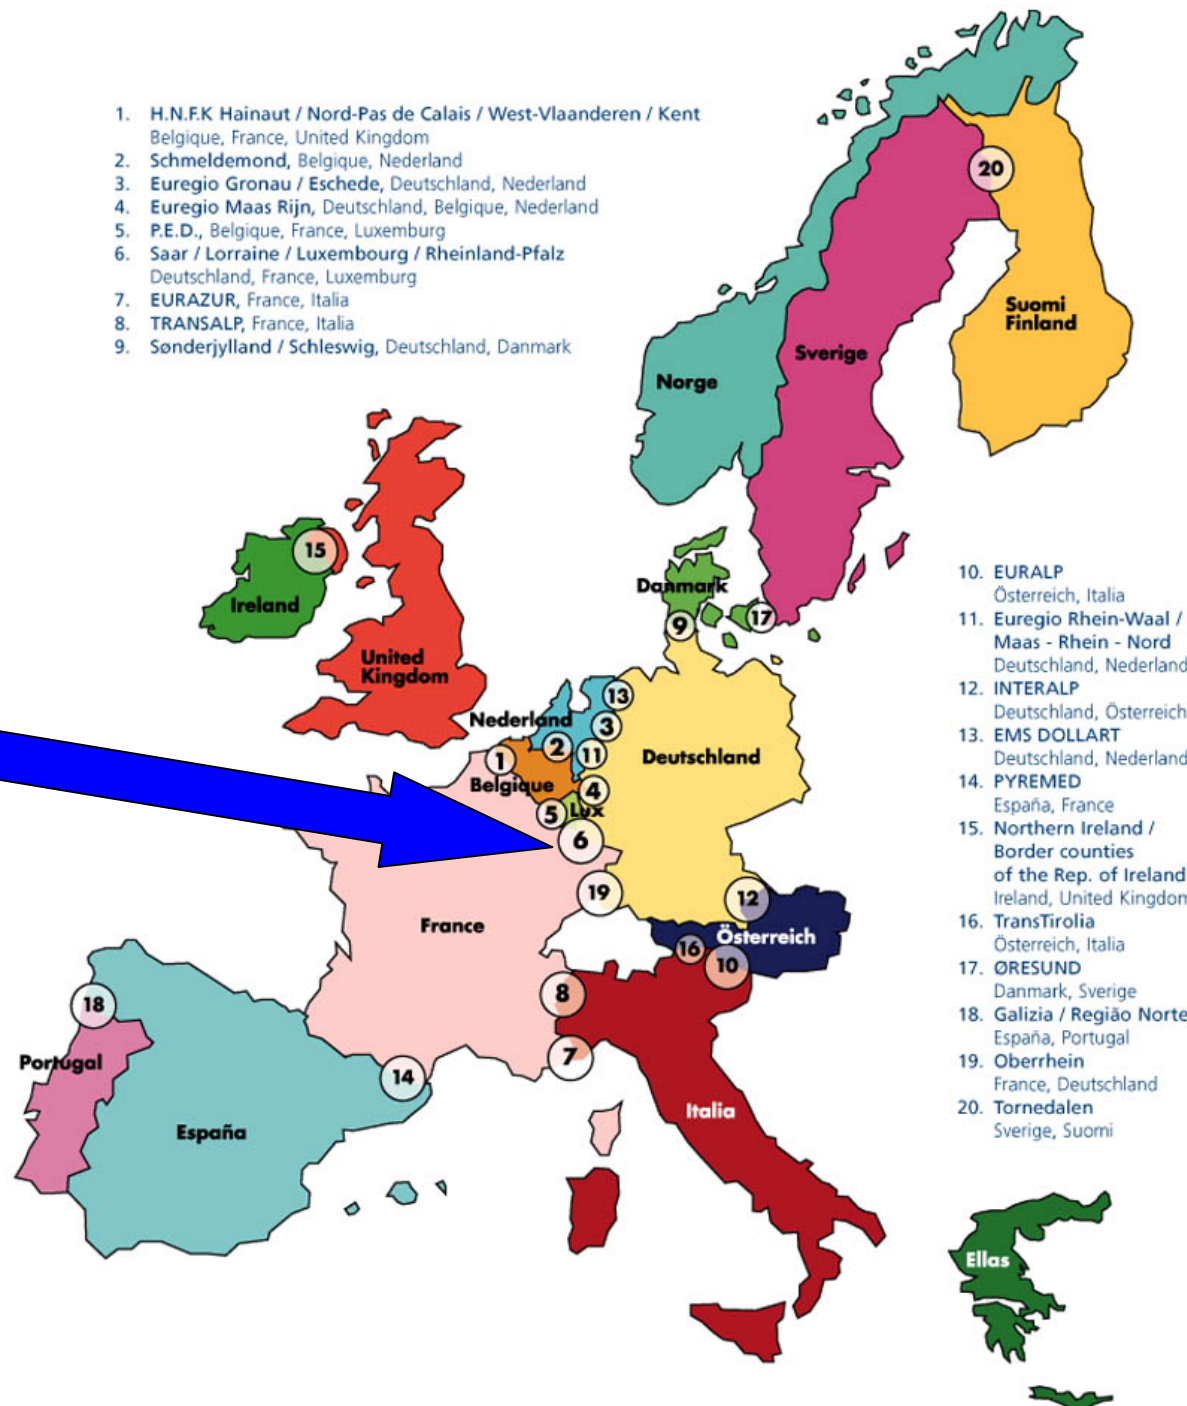 1. H.N.F.K Hainaut / Nord-Pas de Calais / West-Vlaanderen / Kent
Belgique, France, United Kingdom
2. Schmeldemond, Belgique, Nederland
3. Euregio Gronau / Eschede, Deutschland, Nederland
4. Euregio Maas Rijn, Deutschland, Belgique, Nederland
5. P.E.D., Belgique, France, Luxemburg
6. Saar / Lorraine / Luxembourg / Rheinland-Pfalz
Deutschland, France, Luxemburg
7. EURAZUR, France, Italia
8. TRANSALP, France, Italia
9. Sønderjylland / Schleswig, Deutschland, Danmark
20
Suomi
Finland
Sverige
Norge
15
Ireland
United
Kingdom
Danmark
9
17
13
Nederland
3
2
11
1
Belgique
4
Lux
5
6
Deutschland
19
12
France
Österreich
16
10
8
7
18
Portugal
14
España
Italia
Ellas
10. EURALP
Österreich, Italia
11. Euregio Rhein-Waal /
Maas - Rhein - Nord
Deutschland, Nederland
12. INTERALP
Deutschland, Österreich
13. EMS DOLLART
Deutschland, Nederland
14. PYREMED
España, France
15. Northern Ireland /
Border counties
of the Rep. of Ireland
Ireland, United Kingdom
16. TransTirolia
Österreich, Italia
17. ØRESUND
Danmark, Sverige
18. Galizia / Região Norte
España, Portugal
19. Oberrhein
France, Deutschland
20. Tornedalen
Sverige, Suomi